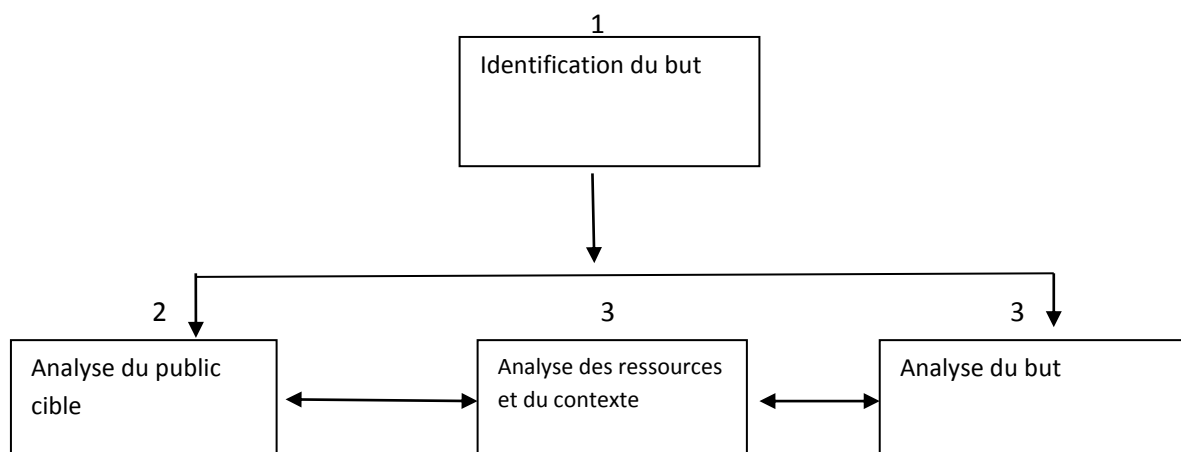 1
Identification du but
2
3
3
Analyse du public
cible
Analyse des ressources
et du contexte
Analyse du but